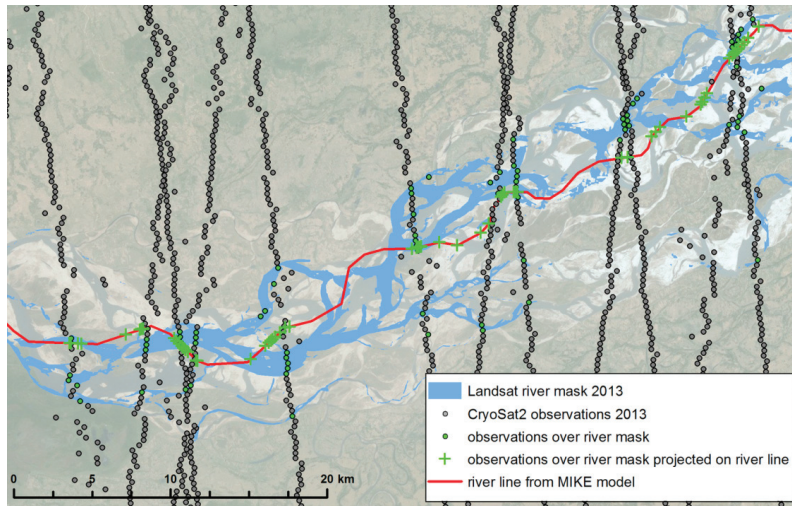 Landsat river mask 2013
CryoSat2 observations 2013
observations over river mask
observations over river mask projected on river line
river line from MIKE model
0 5 10 20 km